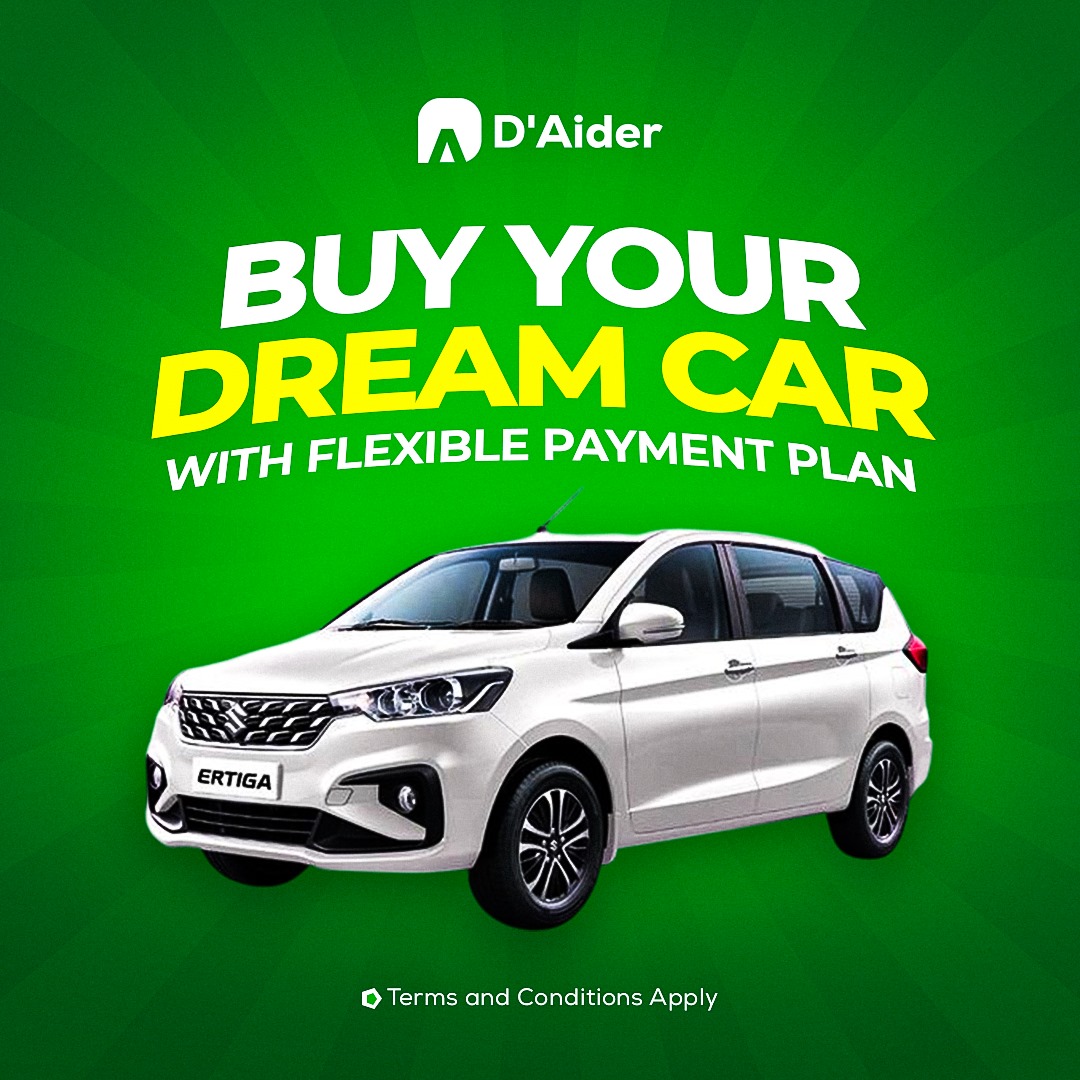 D'Aider
BUY YOUR
DREAM CAR
WITH FLEXIBLE PAYMENT PLAN
ERTIGA
Terms and Conditions Apply